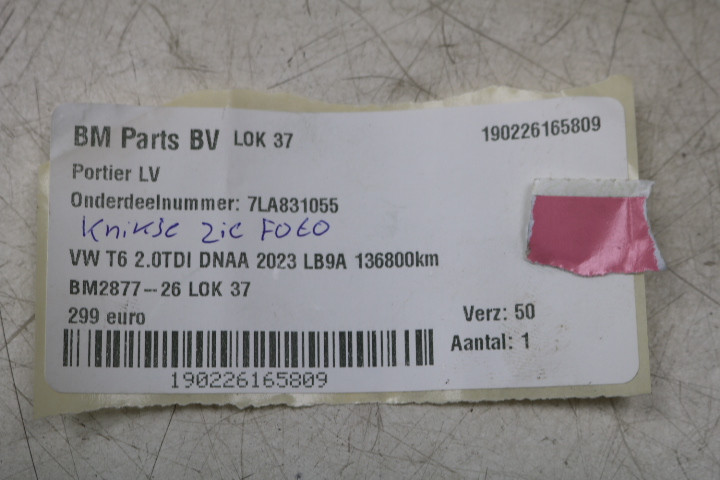 BM Parts BV LOK 37
190226165809
Portier LV
Onderdeelnummer: 7LA831055
Knikje zie FOtO
VW T6 2.0TDI DNAA 2023 LB9A 136800km
BM2877--26 LOK 37
299 euro
Verz: 50
Aantal: 1
190226165809